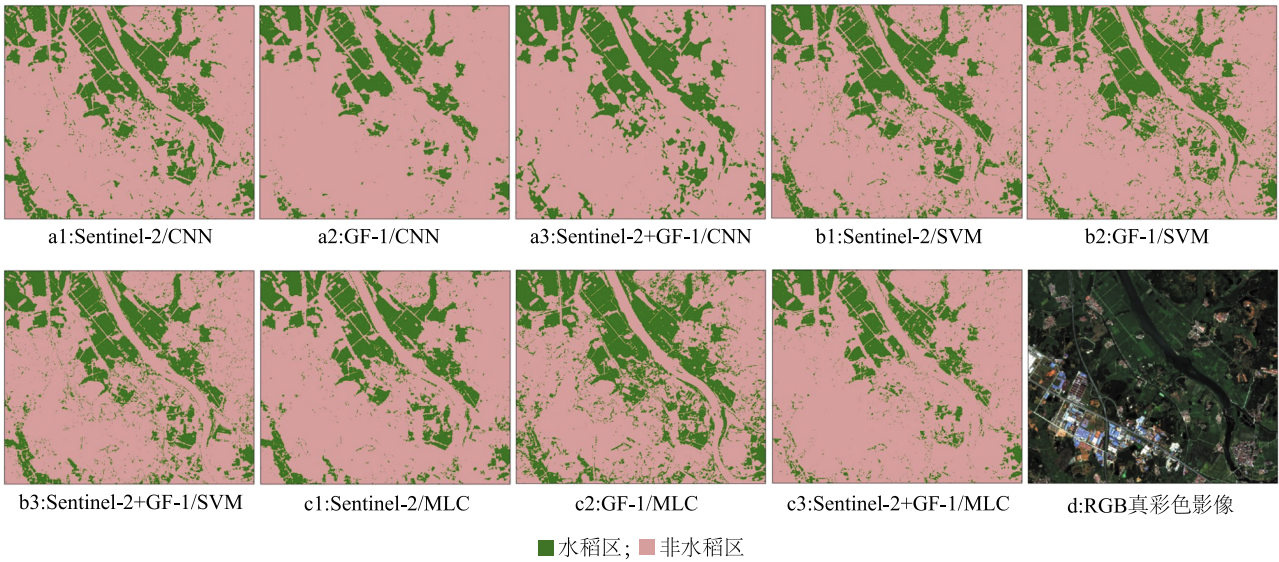 a1:Sentinel-2/CNN
a2:GF-1/CNN
a3:Sentinel-2+GF-1/CNN
b1:Sentinel-2/SVM
b2:GF-1/SVM
b3:Sentinel-2+GF-1/SVM
c1:Sentinel-2/MLC
c2:GF-1/MLC
c3:Sentinel-2+GF-1/MLC
d:RGB真彩色影像
水稻区; 非水稻区